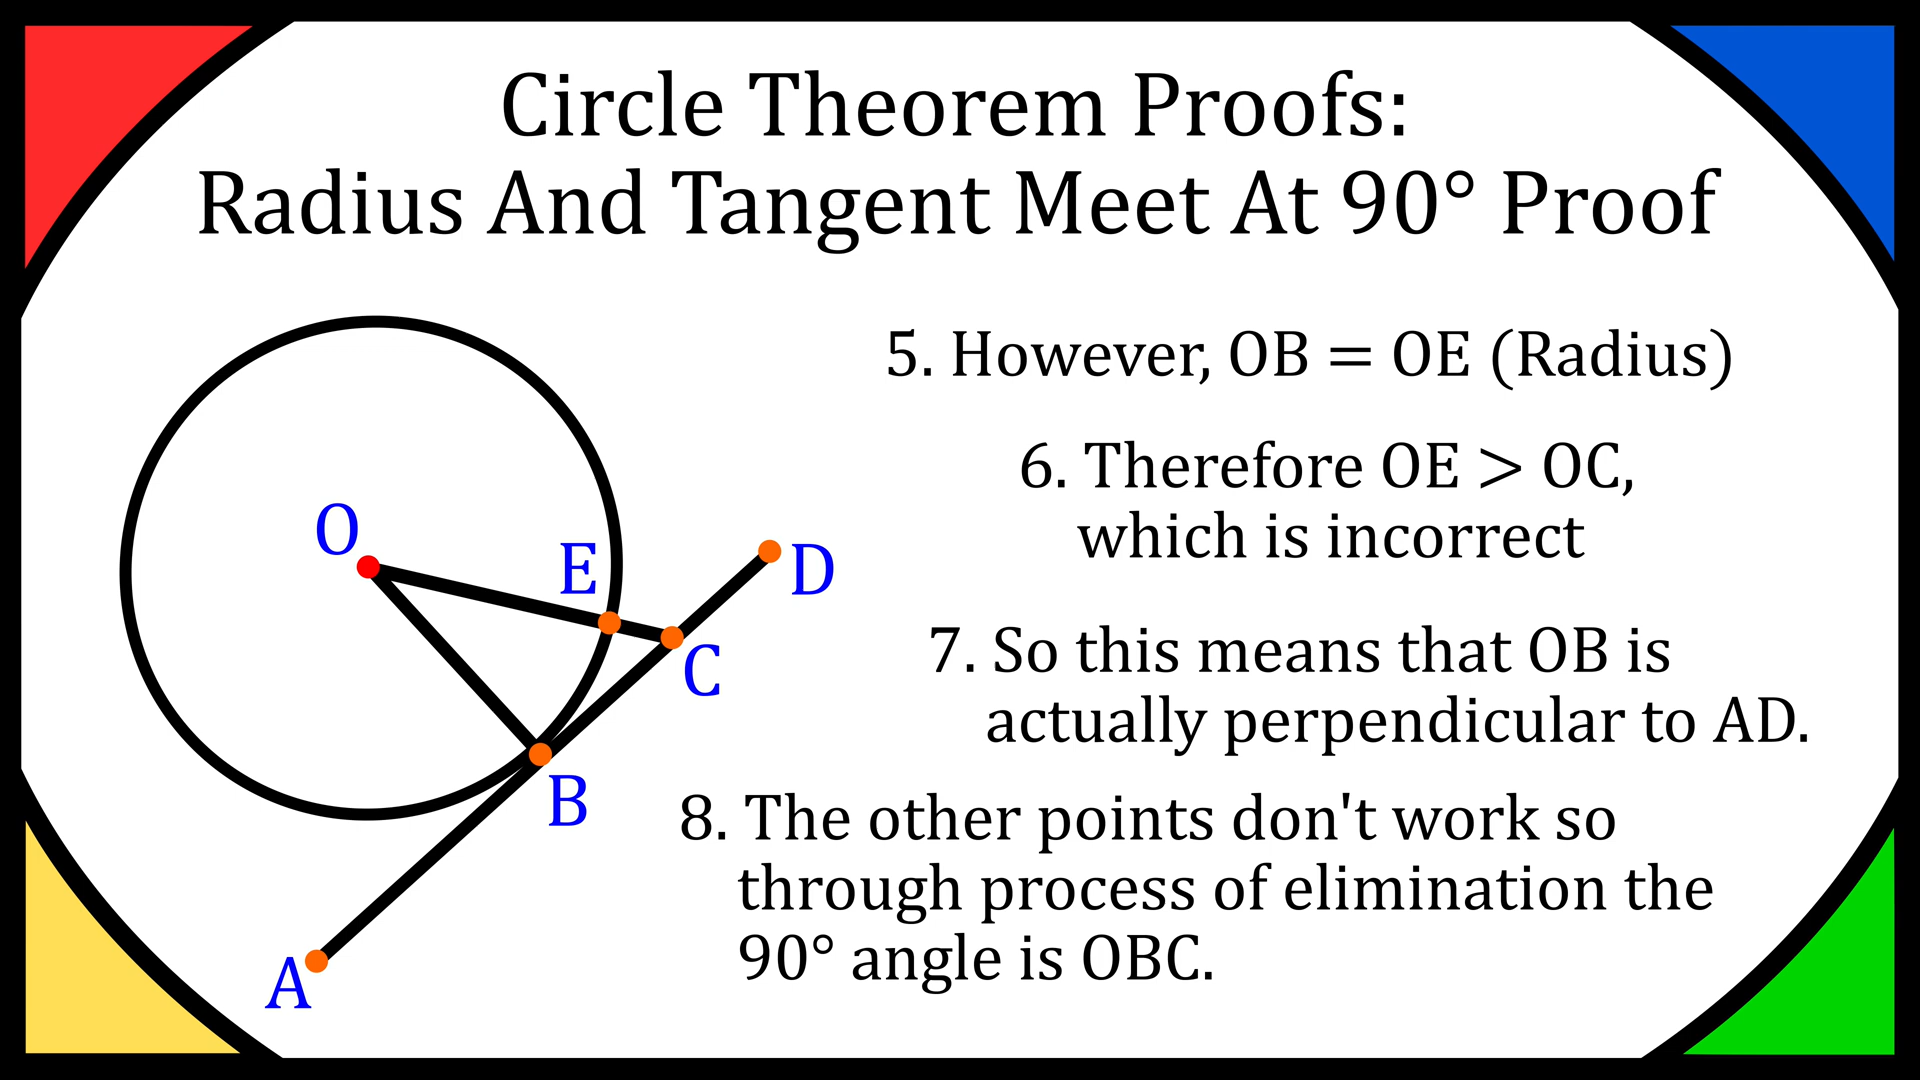 Circle Theorem Proofs:
Radius And Tangent Meet At 90° Proof
5. However, OB = OE (Radius)
6. Therefore OE > OC,
which is incorrect
7. So this means that OB is
actually perpendicular to AD.
8. The other points don't work so
through process of elimination the
90° angle is OBC.
O
E
D
C
B
A